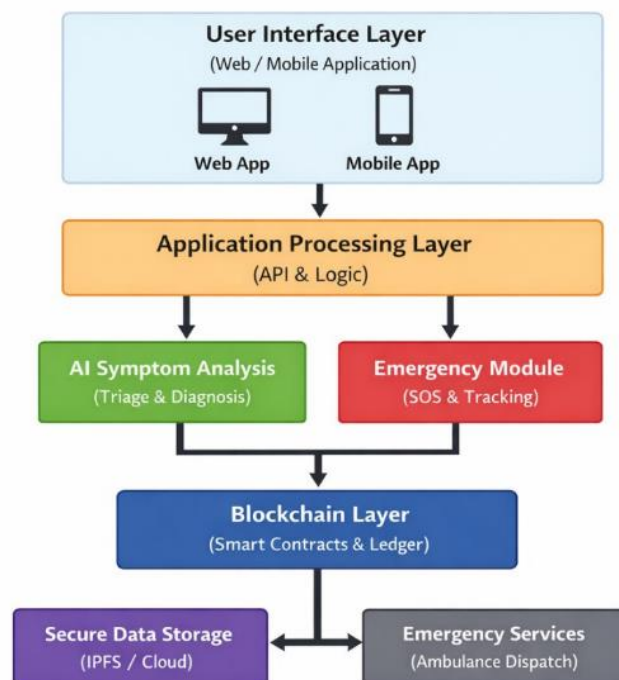 User Interface Layer
(Web / Mobile Application)
Web App
Mobile App
Application Processing Layer
(API & Logic)
AI Symptom Analysis
(Triage & Diagnosis)
Emergency Module
(SOS & Tracking)
Blockchain Layer
(Smart Contracts & Ledger)
Secure Data Storage
(IPFS / Cloud)
Emergency Services
(Ambulance Dispatch)